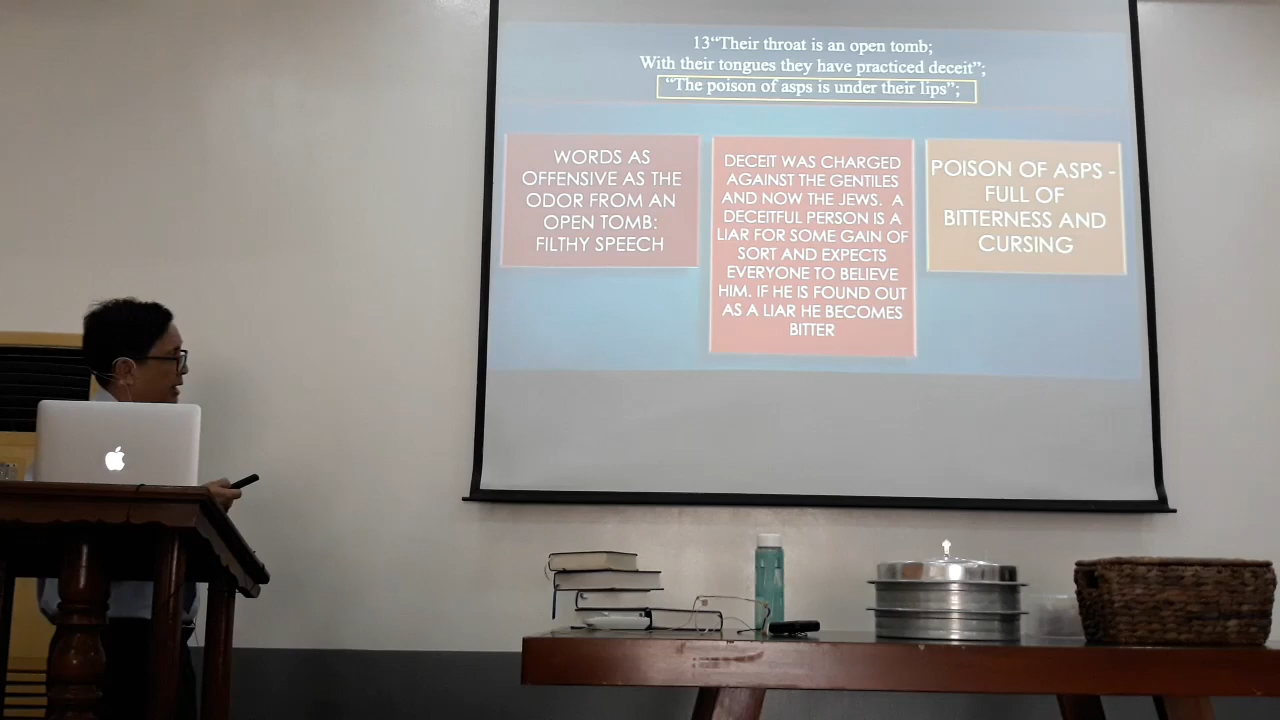 13“Their throat is an open tomb;
With their tongues they have practiced deceit”;
“The poison of asps is under their lips”;
WORDS AS
OFFENSIVE AS THE
ODOR FROM AN
OPEN TOMB:
FILTHY SPEECH
DECEIT WAS CHARGED
AGAINST THE GENTILES
AND NOW THE JEWS. A
DECEITFUL PERSON IS A
LIAR FOR SOME GAIN OF
SORT AND EXPECTS
EVERYONE TO BELIEVE
HIM. IF HE IS FOUND OUT
AS A LIAR HE BECOMES
BITTER
POISON OF ASPS -
FULL OF
BITTERNESS AND
CURSING